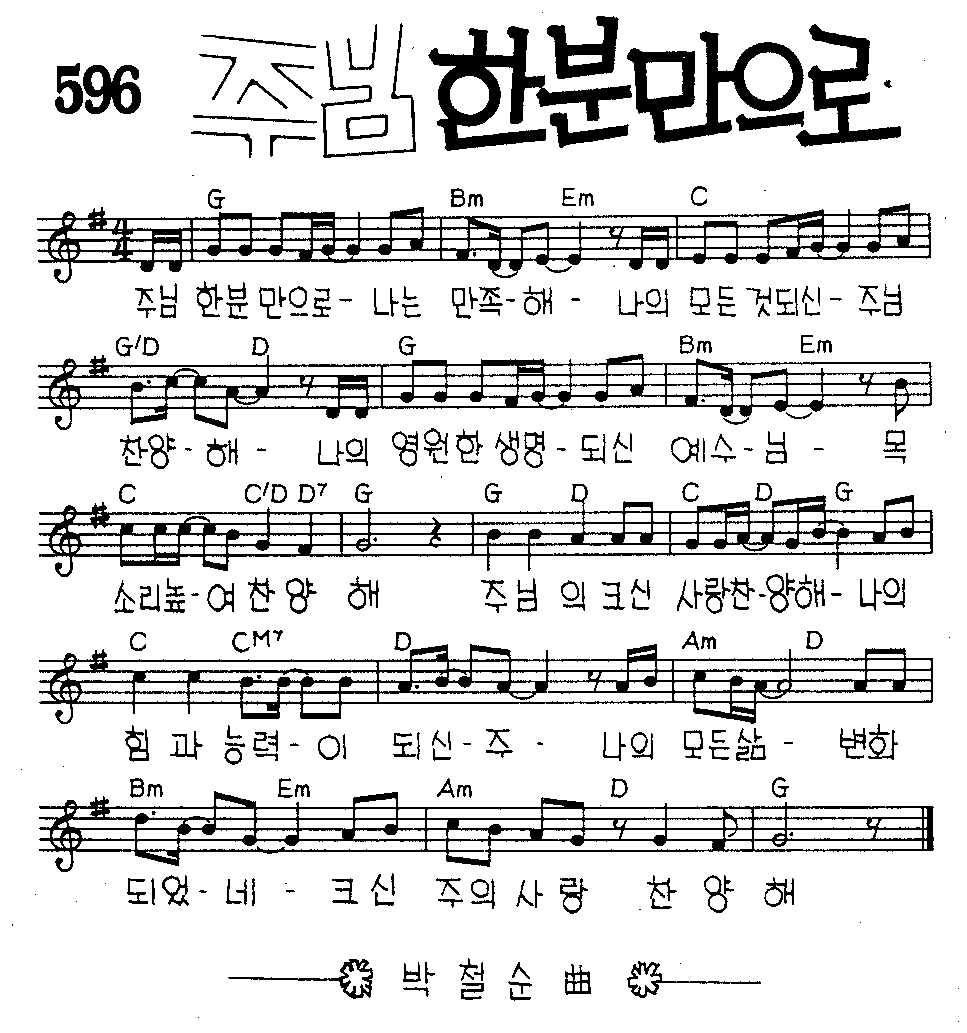 596 주님 한분만으로
G Bm Em C
주님 한분 만으로- 나는 만족-해 - 나의 모든 것되신- 주님
G/D D G Bm Em
찬양-해- 나의 영원한 생명-되신 예수-님- 목
C C/D D7 G G D C D G
소리높-여 찬 양 해 주님 의 크신 사랑찬-양해-나의
C CM7 D Am D
힘 과 능력-이 되신-주- 나의 모든삶- 변화
Bm Em Am D G
되었-네- 크신 주의 사랑 찬 양 해
박 철 순 曲